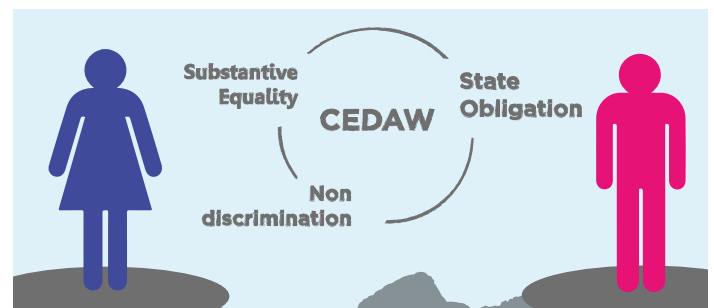 Substantive
Equality
CEDAW
State
Obligation
Non
discrimination